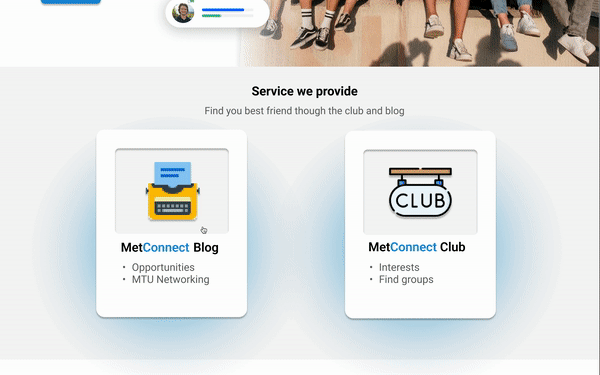 Service we provide
Find you best friend though the club and blog
CLUB
MetConnect Blog
MetConnect Club
• Opportunities
• MTU Networking
• Interests
• Find groups